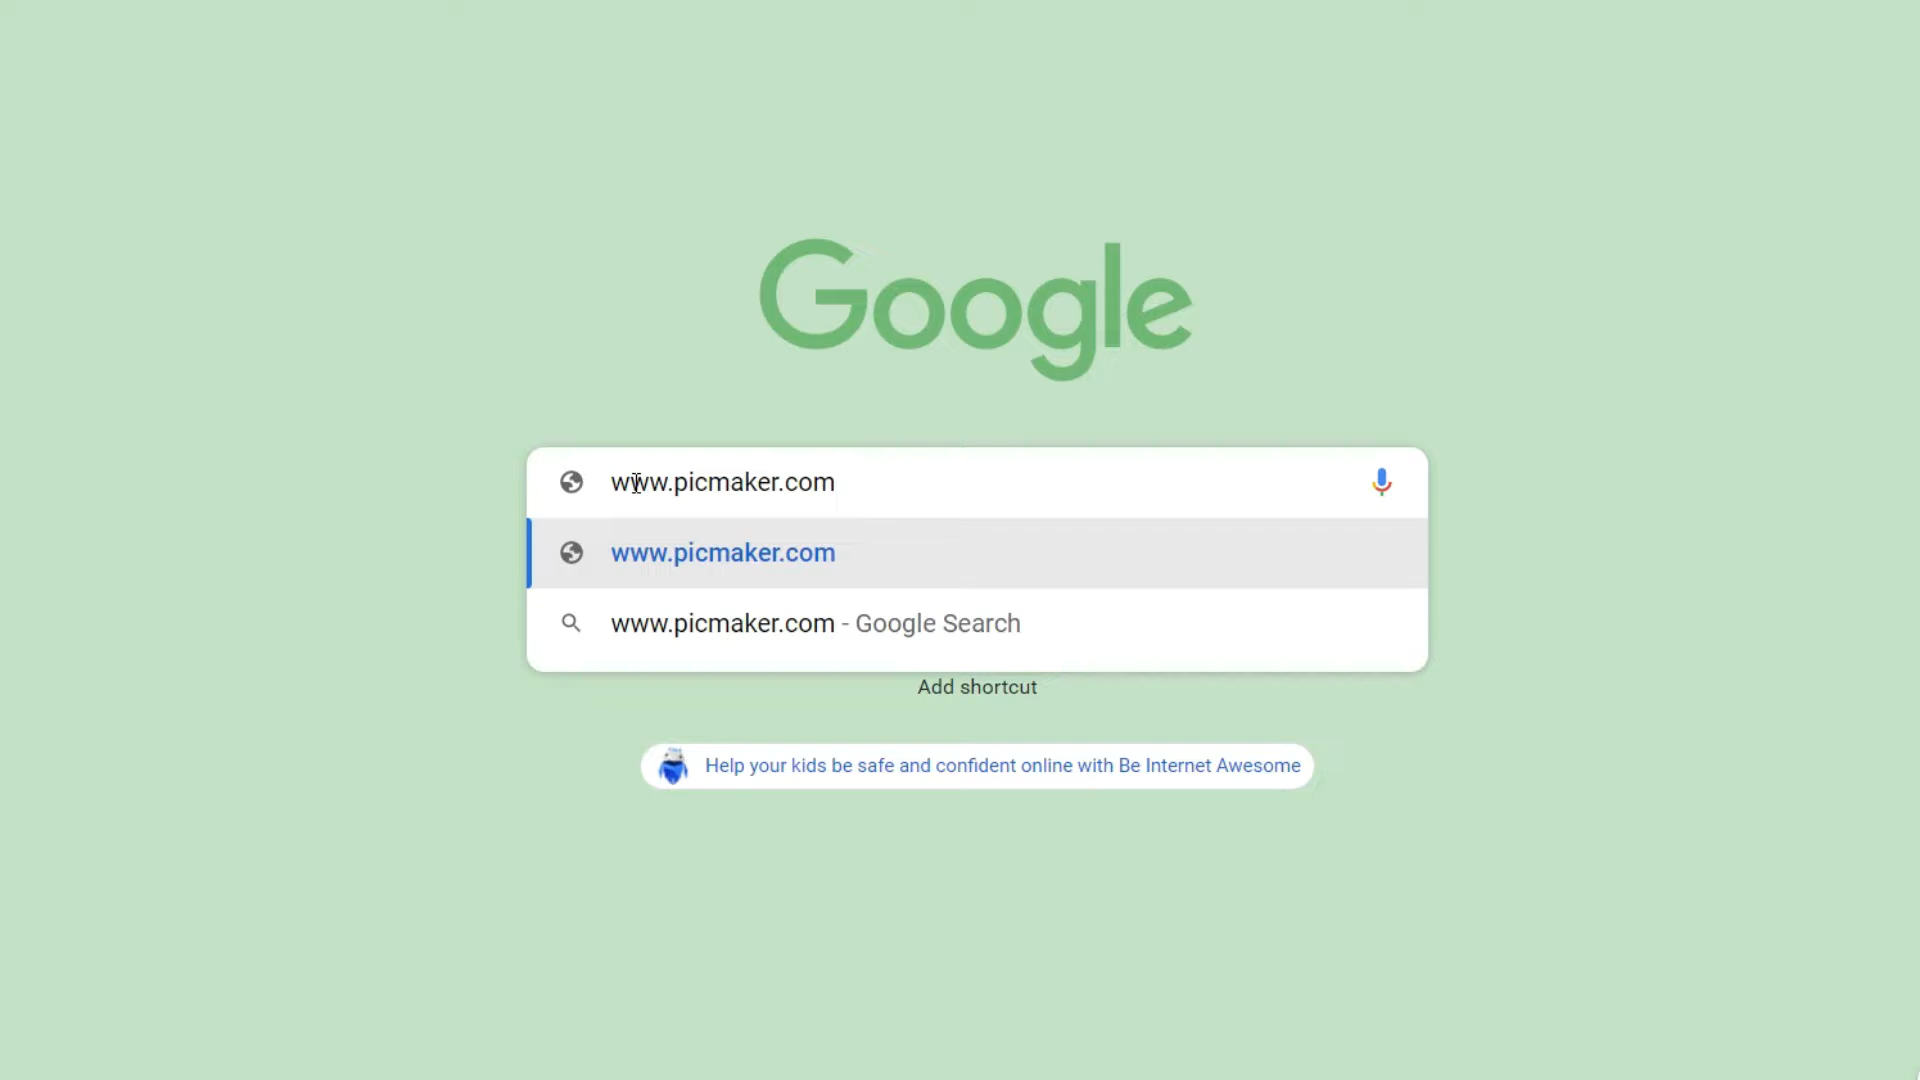 Google
www.picmaker.com
www.picmaker.com
www.picmaker.com - Google Search
Add shortcut
Help your kids be safe and confident online with Be Internet Awesome